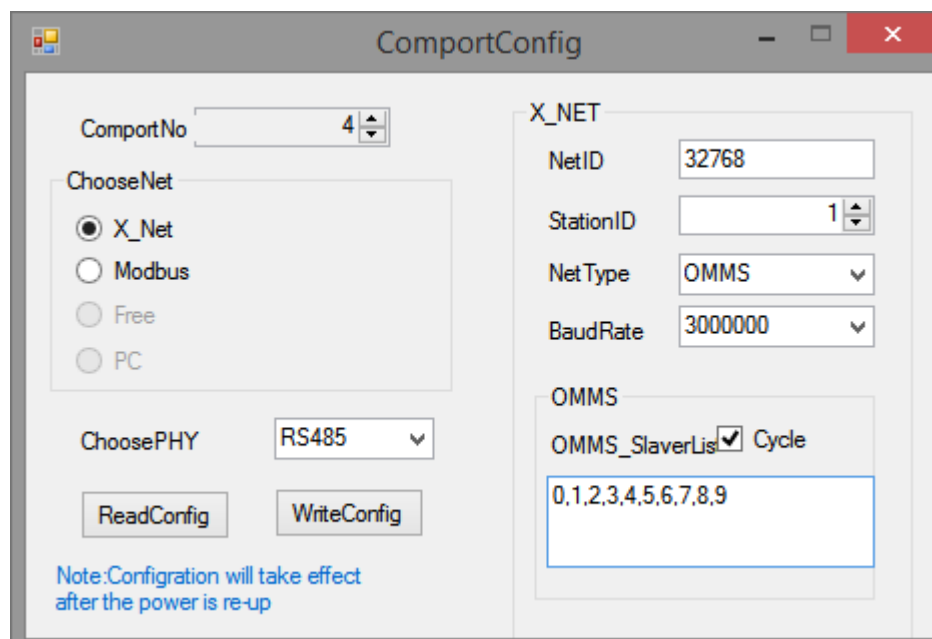 ComportConfig
ComportNo 4
ChooseNet
X_Net
Modbus
Free
PC
ChoosePHY RS485
ReadConfig WriteConfig
Note:Configration will take effect
after the power is re-up
X_NET
NetID 32768
StationID 1
NetType OMMS
BaudRate 3000000
OMMS
OMMS_SlaverLis Cycle
0,1,2,3,4,5,6,7,8,9